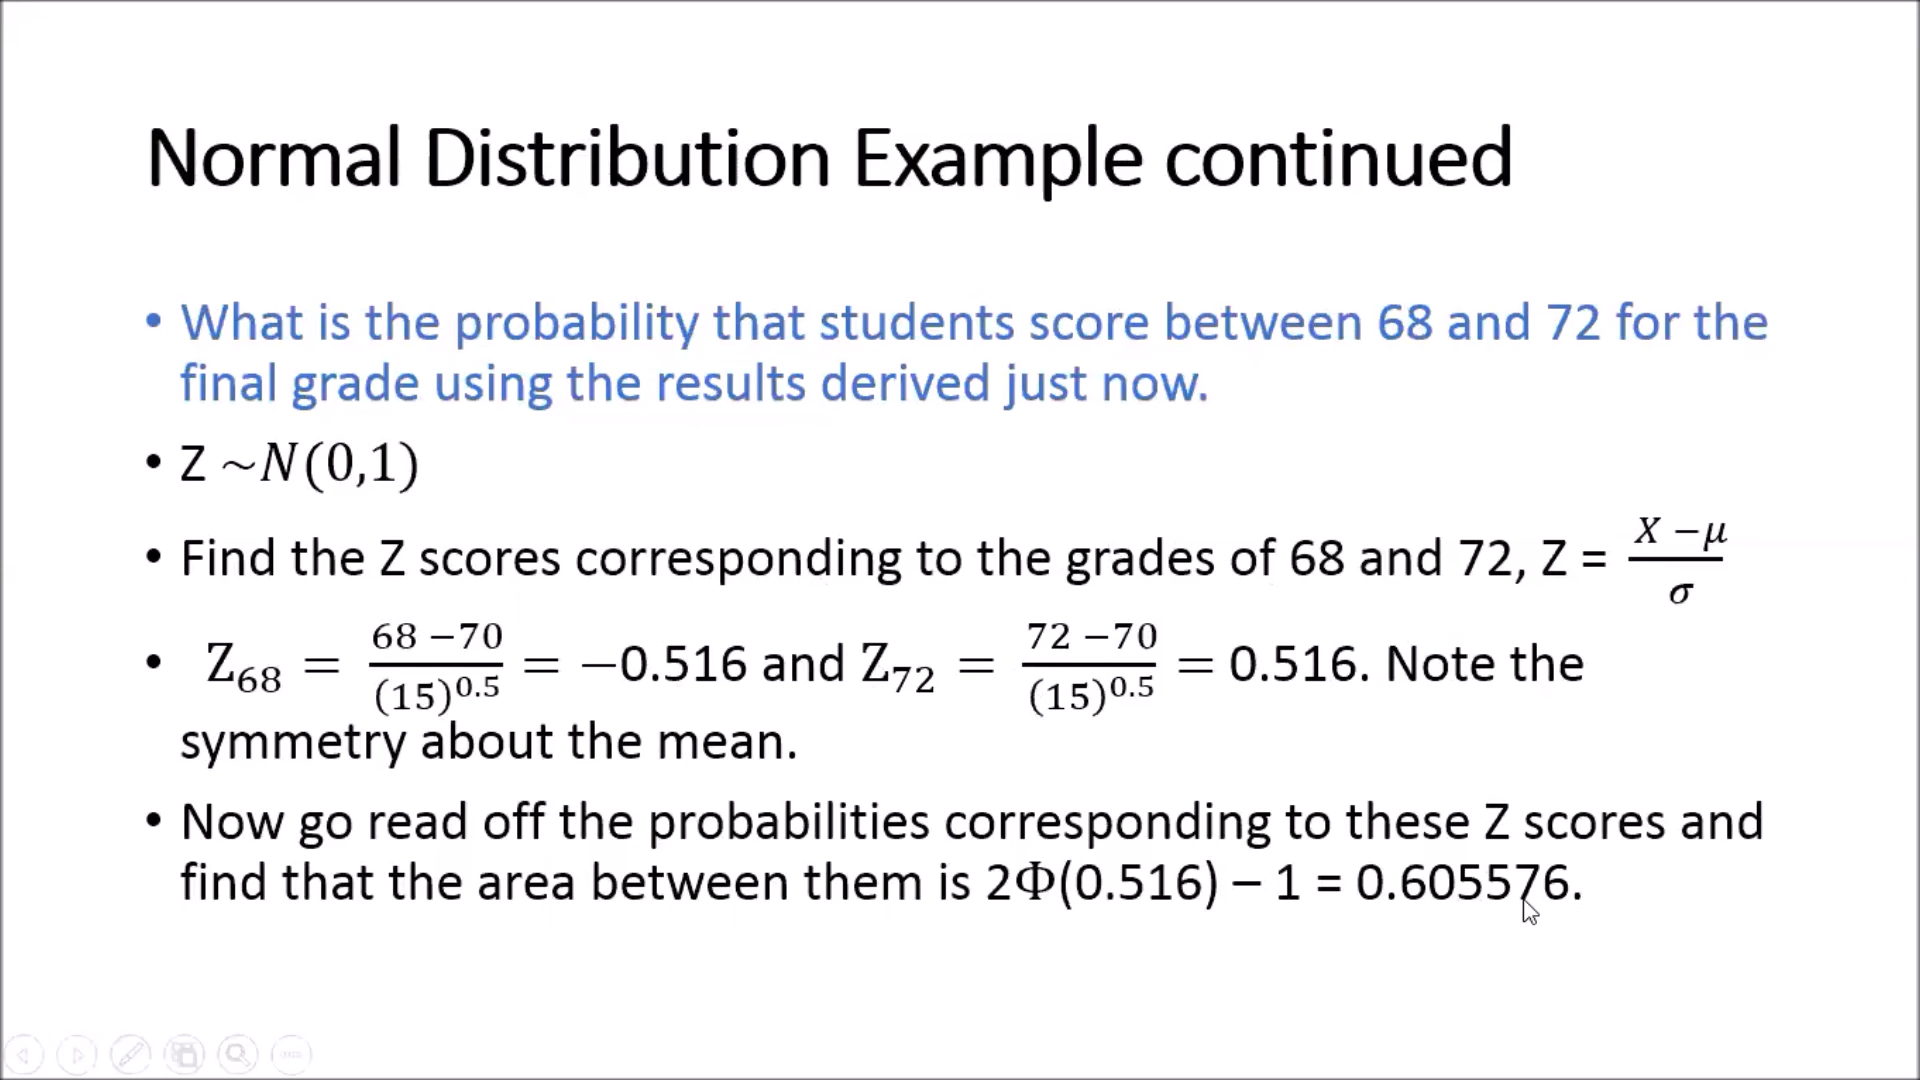 Normal Distribution Example continued
• What is the probability that students score between 68 and 72 for the
final grade using the results derived just now.
• Z ~N(0,1)
• Find the Z scores corresponding to the grades of 68 and 72, Z = \frac{X −μ}{σ}
• Z₆₈ = \frac{68 −70}{(15)^{0.5}} = −0.516 and Z₇₂ = \frac{72 −70}{(15)^{0.5}} = 0.516. Note the
symmetry about the mean.
• Now go read off the probabilities corresponding to these Z scores and
find that the area between them is 2Φ(0.516) – 1 = 0.605576.